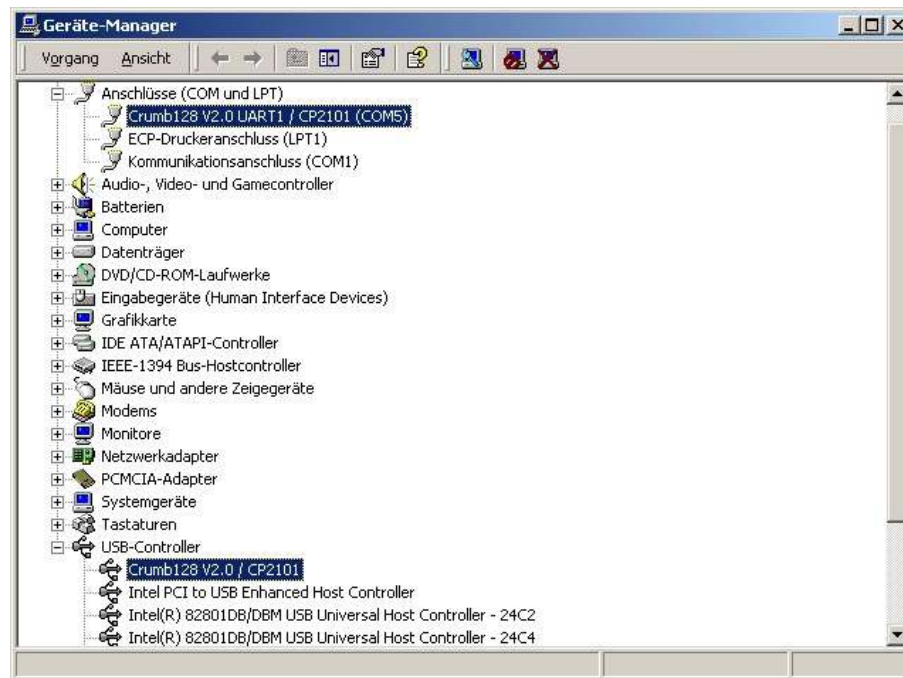 Geräte-Manager
Vorgang Ansicht
Anschlüsse (COM und LPT)
Crumb128 V2.0 UART1 / CP2101 (COM5)
ECP-Druckeranschluss (LPT1)
Kommunikationsanschluss (COM1)
Audio-, Video- und Gamecontroller
Batterien
Computer
Datenträger
DVD/CD-ROM-Laufwerke
Eingabegeräte (Human Interface Devices)
Grafikkarte
IDE ATA/ATAPI-Controller
IEEE-1394 Bus-Hostcontroller
Mäuse und andere Zeigegeräte
Modems
Monitore
Netzwerkadapter
PCMCIA-Adapter
Systemgeräte
Tastaturen
USB-Controller
Crumb128 V2.0 / CP2101
Intel PCI to USB Enhanced Host Controller
Intel(R) 82801DB/DBM USB Universal Host Controller - 24C2
Intel(R) 82801DB/DBM USB Universal Host Controller - 24C4